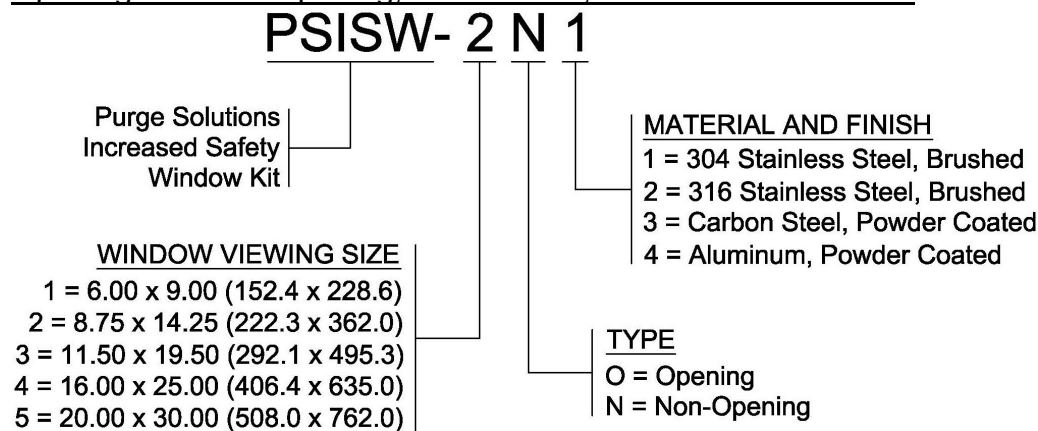 PSISW- 2 N 1
Purge Solutions
Increased Safety
Window Kit
MATERIAL AND FINISH
1 = 304 Stainless Steel, Brushed
2 = 316 Stainless Steel, Brushed
3 = Carbon Steel, Powder Coated
4 = Aluminum, Powder Coated
WINDOW VIEWING SIZE
1 = 6.00 x 9.00 (152.4 x 228.6)
2 = 8.75 x 14.25 (222.3 x 362.0)
3 = 11.50 x 19.50 (292.1 x 495.3)
4 = 16.00 x 25.00 (406.4 x 635.0)
5 = 20.00 x 30.00 (508.0 x 762.0)
TYPE
O = Opening
N = Non-Opening